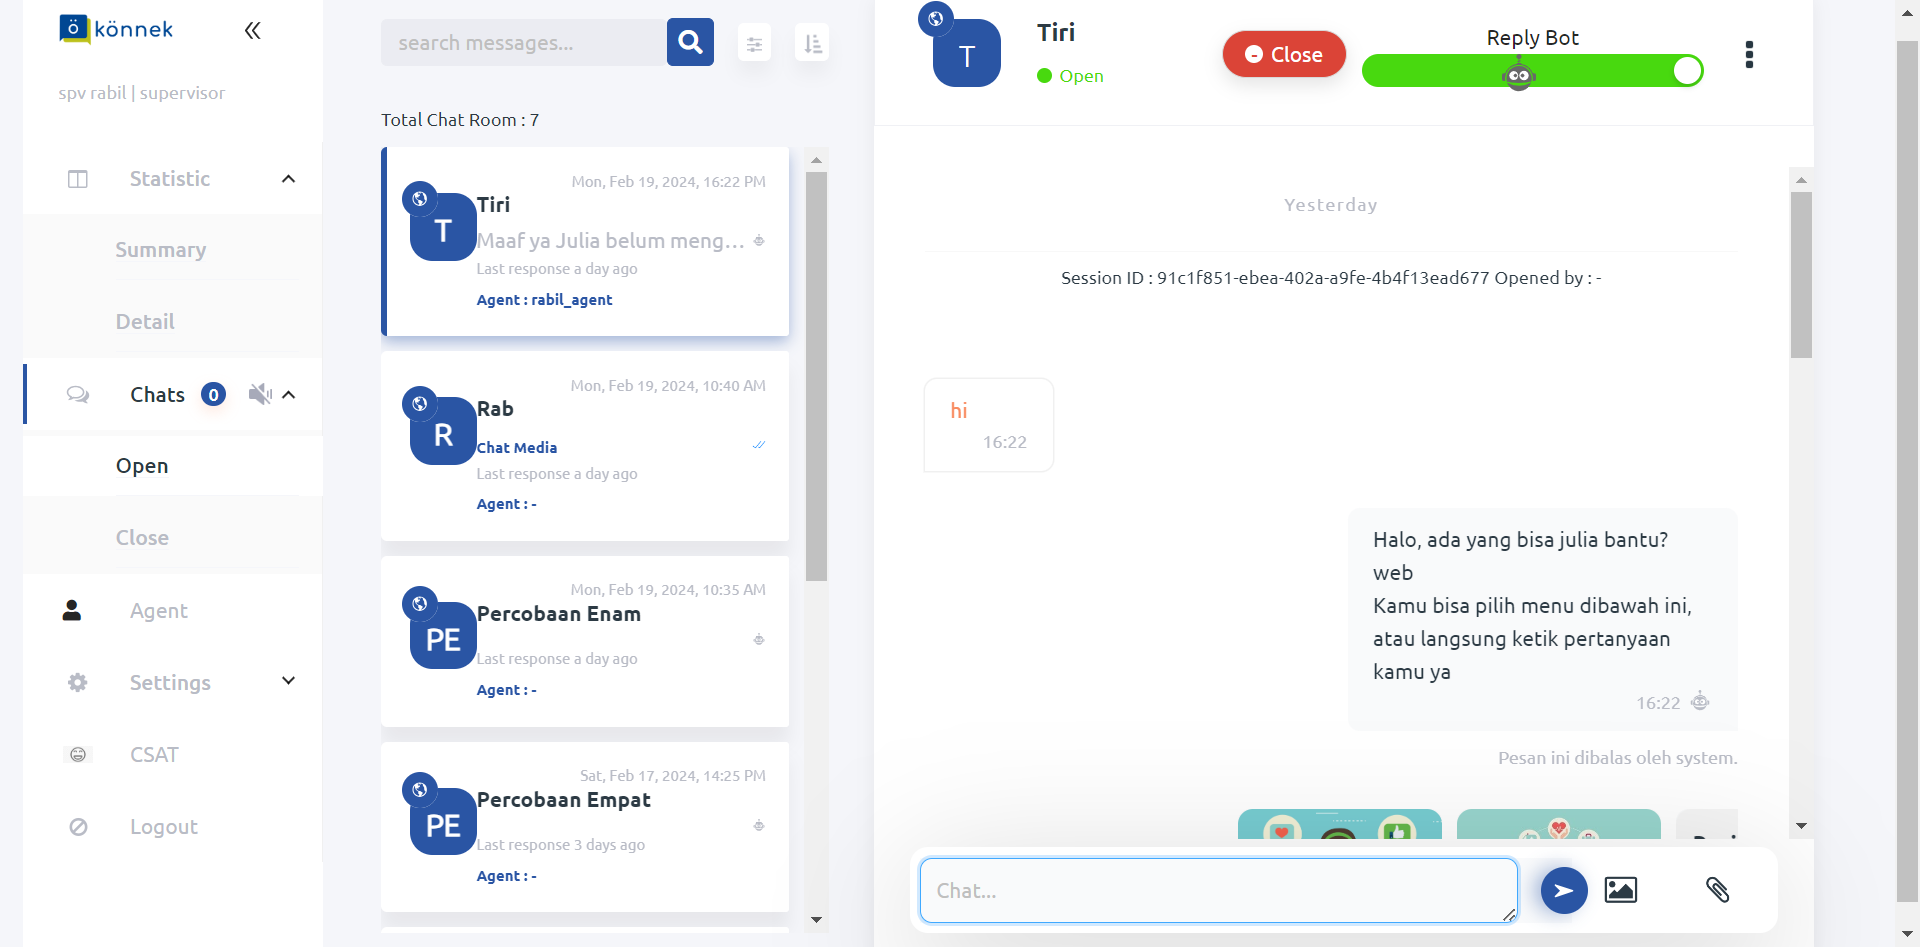 könnek
spv rabil | supervisor
Statistic
Summary
Detail
Chats 0
Open
Close
Agent
Settings
CSAT
Logout
search messages...
Total Chat Room : 7
Mon, Feb 19, 2024, 16:22 PM
T
Tiri
Maaf ya Julia belum meng...
Last response a day ago
Agent : rabil_agent
Mon, Feb 19, 2024, 10:40 AM
R
Rab
Chat Media
Last response a day ago
Agent : -
Mon, Feb 19, 2024, 10:35 AM
PE
Percobaan Enam
Last response a day ago
Agent : -
Sat, Feb 17, 2024, 14:25 PM
PE
Percobaan Empat
Last response 3 days ago
Agent : -
T
Tiri
Open
Close
Reply Bot
Yesterday
Session ID : 91c1f851-ebea-402a-a9fe-4b4f13ead677 Opened by : -
hi
16:22
Halo, ada yang bisa julia bantu?
web
Kamu bisa pilih menu dibawah ini,
atau langsung ketik pertanyaan
kamu ya
16:22
Pesan ini dibalas oleh system.
Chat...